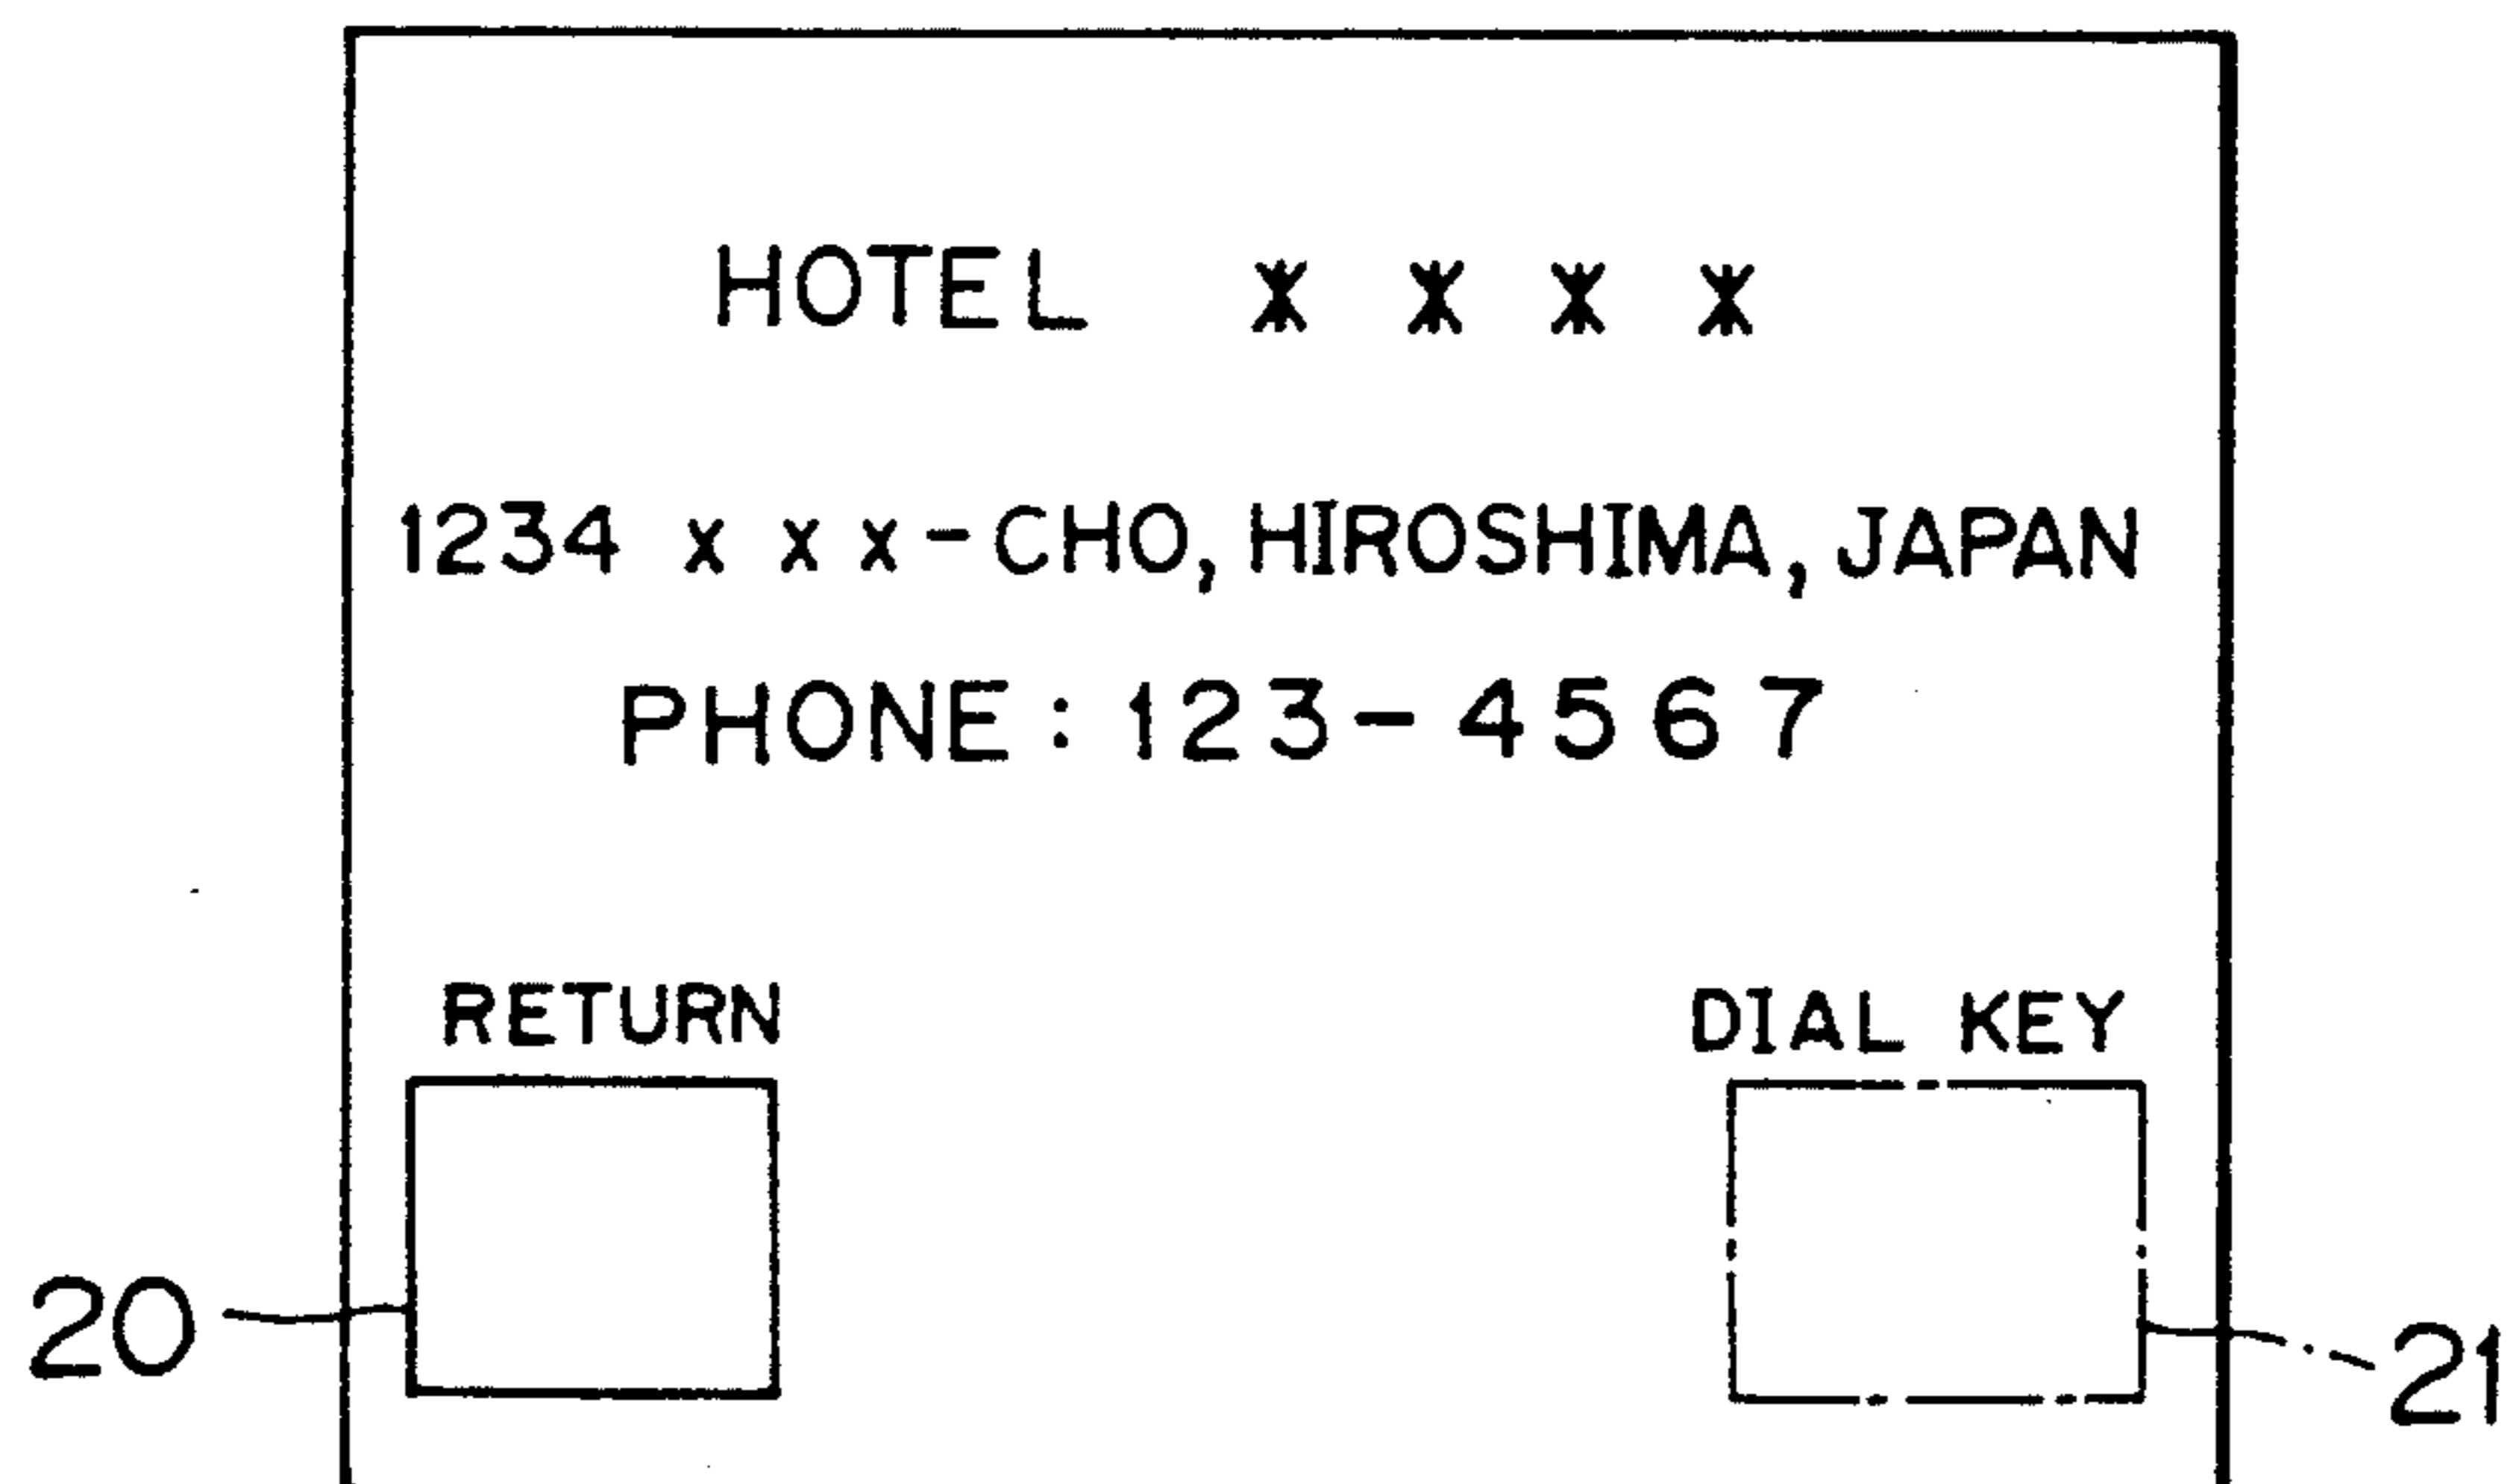 HOTEL * * * *
1234 x x x-CHO, HIROSHIMA, JAPAN
PHONE: 123-4567
RETURN DIAL KEY
20 21